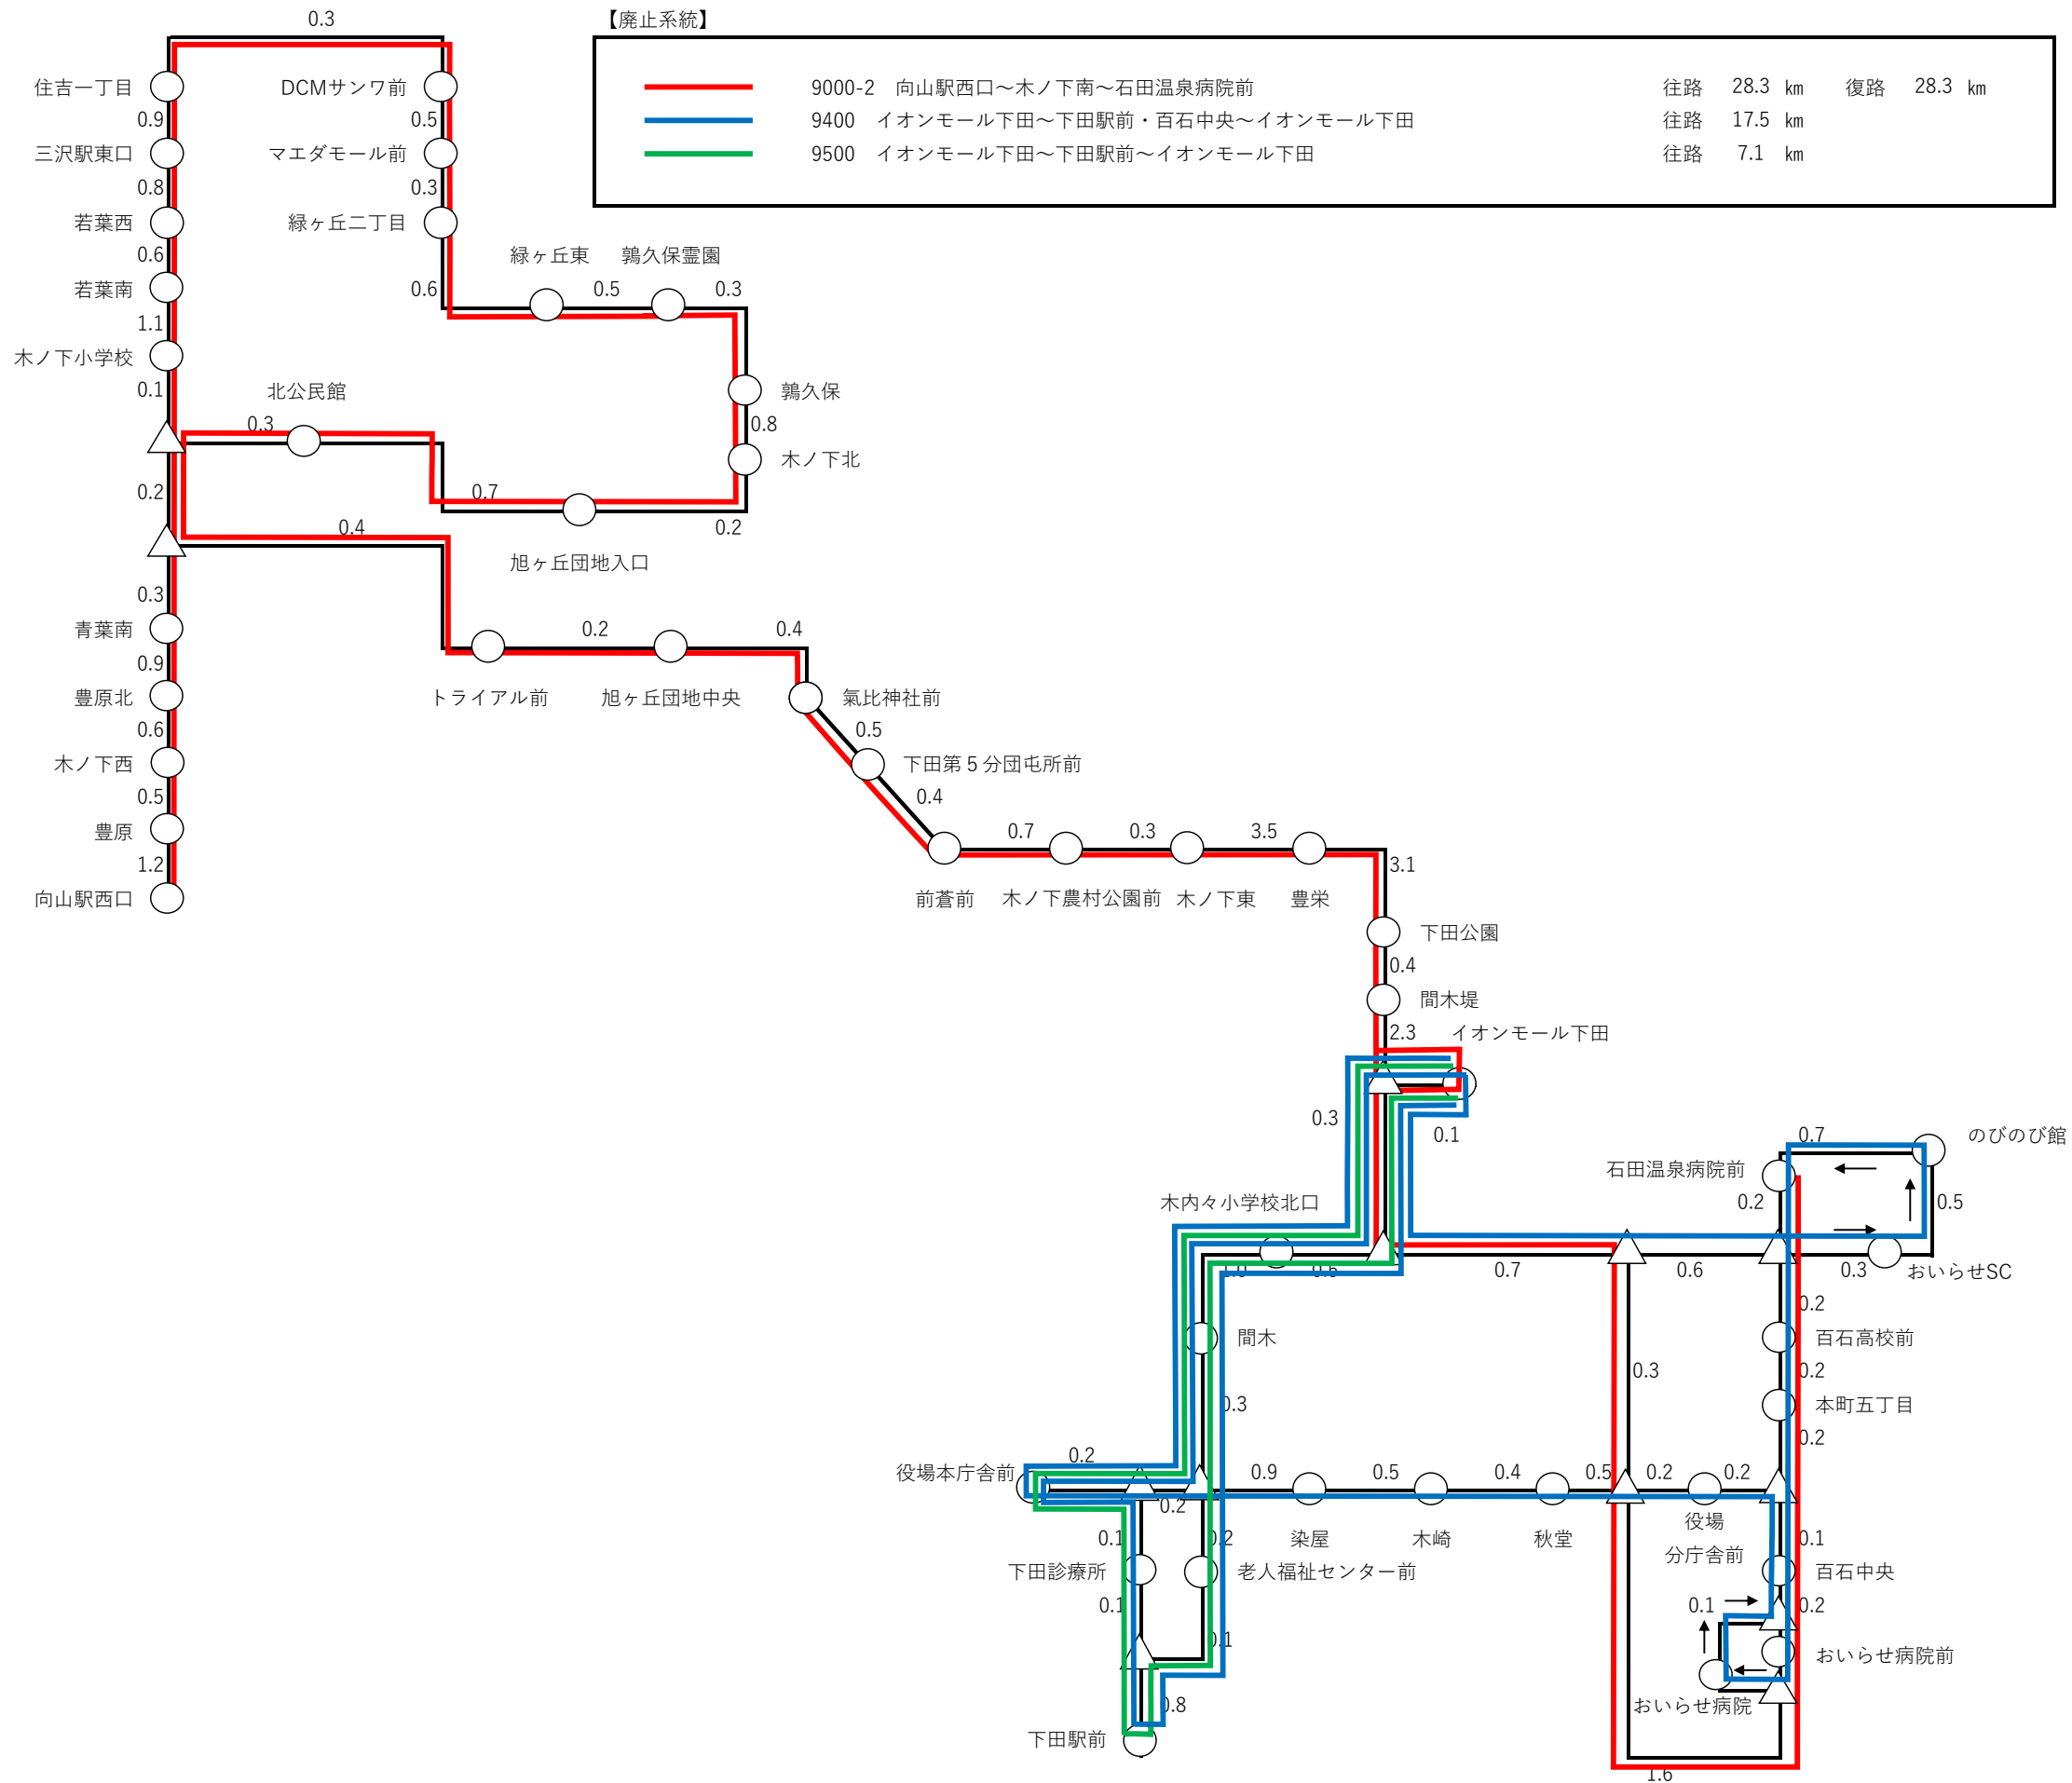 【廃止系統】
9000-2　向山駅西口～木ノ下南～石田温泉病院前　往路　28.3　km　復路　28.3　km
9400　イオンモール下田～下田駅前・百石中央～イオンモール下田　往路　17.5　km
9500　イオンモール下田～下田駅前～イオンモール下田　往路　7.1　km
0.3
住吉一丁目
0.9
三沢駅東口
0.8
若葉西
0.6
若葉南
1.1
木ノ下小学校
0.1
0.2
0.3
青葉南
0.9
豊原北
0.6
木ノ下西
0.5
豊原
1.2
向山駅西口
DCMサンワ前
0.5
マエダモール前
0.3
緑ヶ丘二丁目
0.6
緑ヶ丘東
0.5
鶉久保霊園
0.3
鶉久保
0.8
木ノ下北
0.2
旭ヶ丘団地入口
0.7
北公民館
0.3
0.4
トライアル前
0.2
旭ヶ丘団地中央
0.4
氣比神社前
0.5
下田第５分団屯所前
0.4
前蒼前
0.7
木ノ下農村公園前
0.3
木ノ下東
3.5
豊栄
3.1
下田公園
0.4
間木堤
2.3
イオンモール下田
0.3
0.1
木内々小学校北口
1.0
0.6
0.7
0.6
0.3
おいらせSC
0.5
のびのび館
0.7
石田温泉病院前
0.2
0.2
百石高校前
0.2
本町五丁目
0.2
間木
0.3
0.3
役場本庁舎前
0.2
0.2
0.9
染屋
0.5
木崎
0.4
秋堂
0.5
0.2
役場
分庁舎前
0.2
0.1
百石中央
0.2
0.1
おいらせ病院前
おいらせ病院
0.1
下田診療所
0.1
0.2
老人福祉センター前
0.1
0.8
下田駅前
1.6